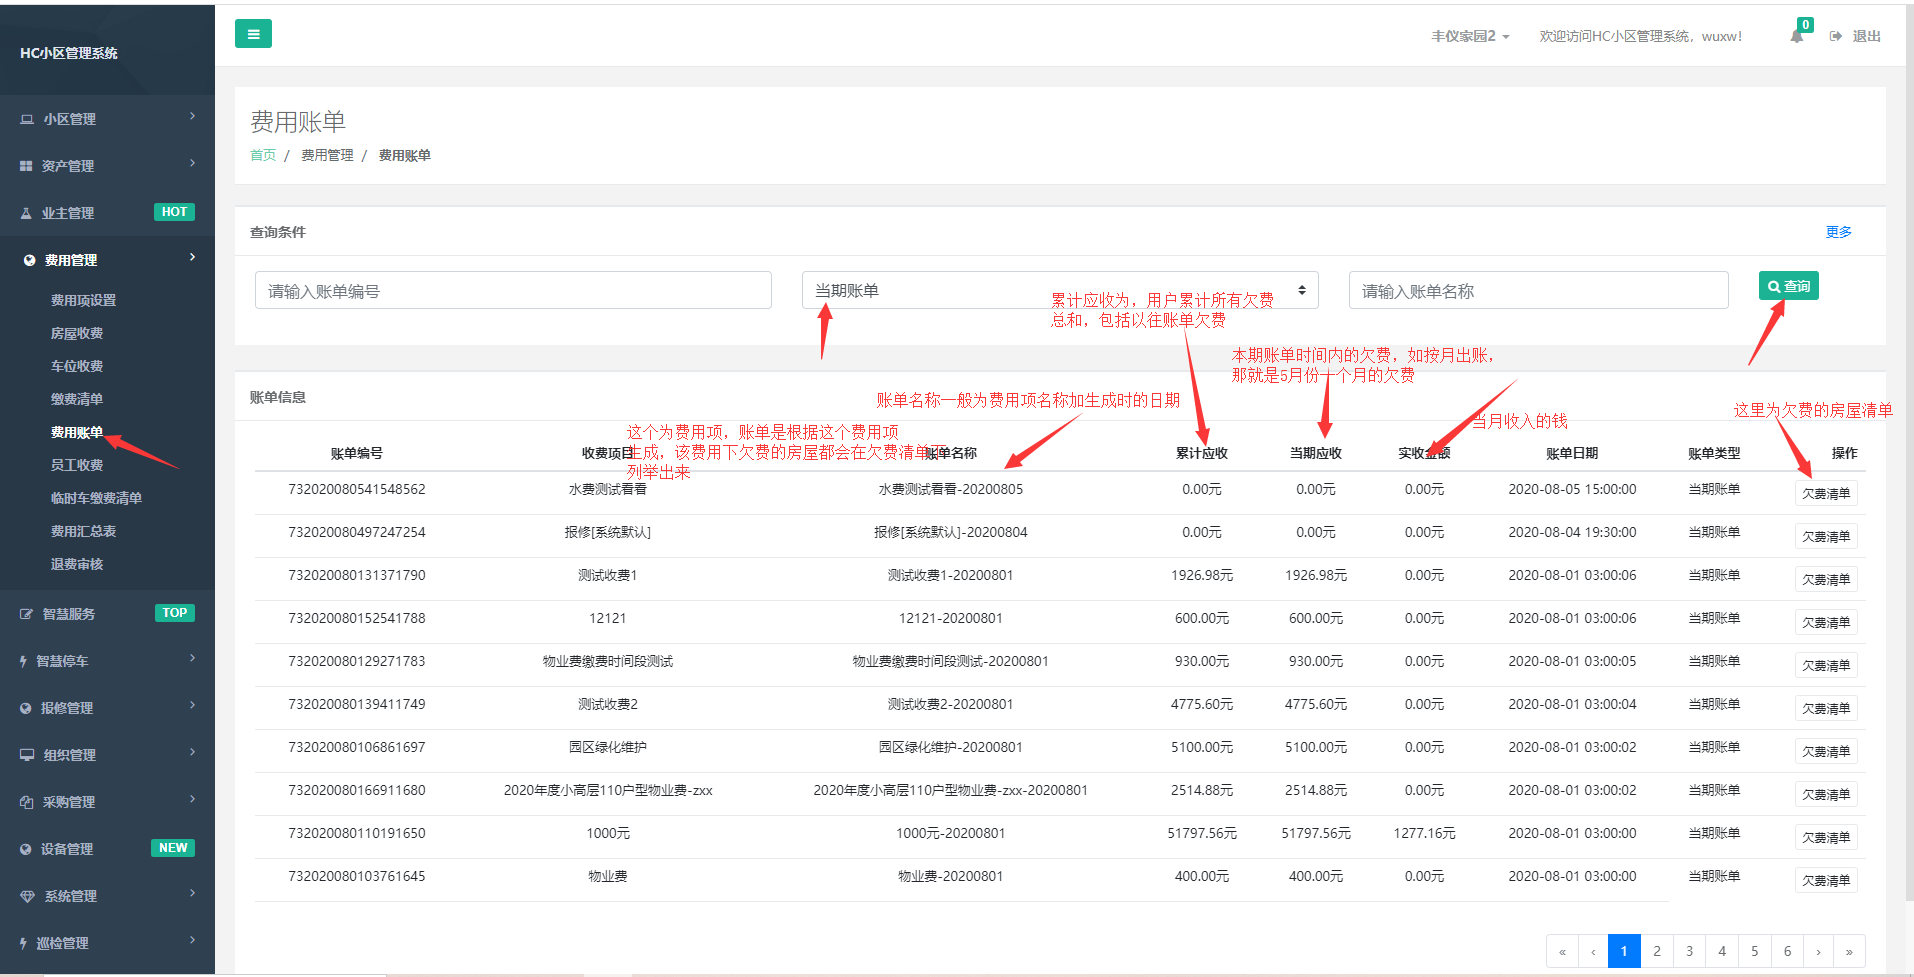 HC小区管理系统
丰仪家园2
欢迎访问HC小区管理系统，wuxw!
0
退出
小区管理
资产管理
业主管理 HOT
费用管理
费用项设置
房屋收费
车位收费
缴费清单
费用账单
员工收费
临时车缴费清单
费用汇总表
退费审核
智慧服务 TOP
智慧停车
报修管理
组织管理
采购管理
设备管理 NEW
系统管理
巡检管理
费用账单
首页 / 费用管理 / 费用账单
查询条件 更多
请输入账单编号 当期账单 请输入账单名称 查询
累计应收为，用户累计所有欠费
总和，包括以往账单欠费
本期账单时间内的欠费，如按月出账，
那就是5月份一个月的欠费
账单信息
账单名称一般为费用项名称加生成时的日期
这里为欠费的房屋清单
当月收入的钱
这个为费用项，账单是根据这个费用项
生成，该费用下欠费的房屋都会在欠费清单
列举出来
账单编号 收费项目 账单名称 累计应收 当期应收 实收金额 账单日期 账单类型 操作
732020080541548562 水费测试看看 水费测试看看-20200805 0.00元 0.00元 0.00元 2020-08-05 15:00:00 当期账单 欠费清单
732020080497247254 报修[系统默认] 报修[系统默认]-20200804 0.00元 0.00元 0.00元 2020-08-04 19:30:00 当期账单 欠费清单
732020080131371790 测试收费1 测试收费1-20200801 1926.98元 1926.98元 0.00元 2020-08-01 03:00:06 当期账单 欠费清单
732020080152541788 12121 12121-20200801 600.00元 600.00元 0.00元 2020-08-01 03:00:06 当期账单 欠费清单
732020080129271783 物业费缴费时间段测试 物业费缴费时间段测试-20200801 930.00元 930.00元 0.00元 2020-08-01 03:00:05 当期账单 欠费清单
732020080139411749 测试收费2 测试收费2-20200801 4775.60元 4775.60元 0.00元 2020-08-01 03:00:04 当期账单 欠费清单
732020080106861697 园区绿化维护 园区绿化维护-20200801 5100.00元 5100.00元 0.00元 2020-08-01 03:00:02 当期账单 欠费清单
732020080166911680 2020年度小高层110户型物业费-zxx 2020年度小高层110户型物业费-zxx-20200801 2514.88元 2514.88元 0.00元 2020-08-01 03:00:02 当期账单 欠费清单
732020080110191650 1000元 1000元-20200801 51797.56元 51797.56元 1277.16元 2020-08-01 03:00:00 当期账单 欠费清单
732020080103761645 物业费 物业费-20200801 400.00元 400.00元 0.00元 2020-08-01 03:00:00 当期账单 欠费清单
« ‹ 1 2 3 4 5 6 › »